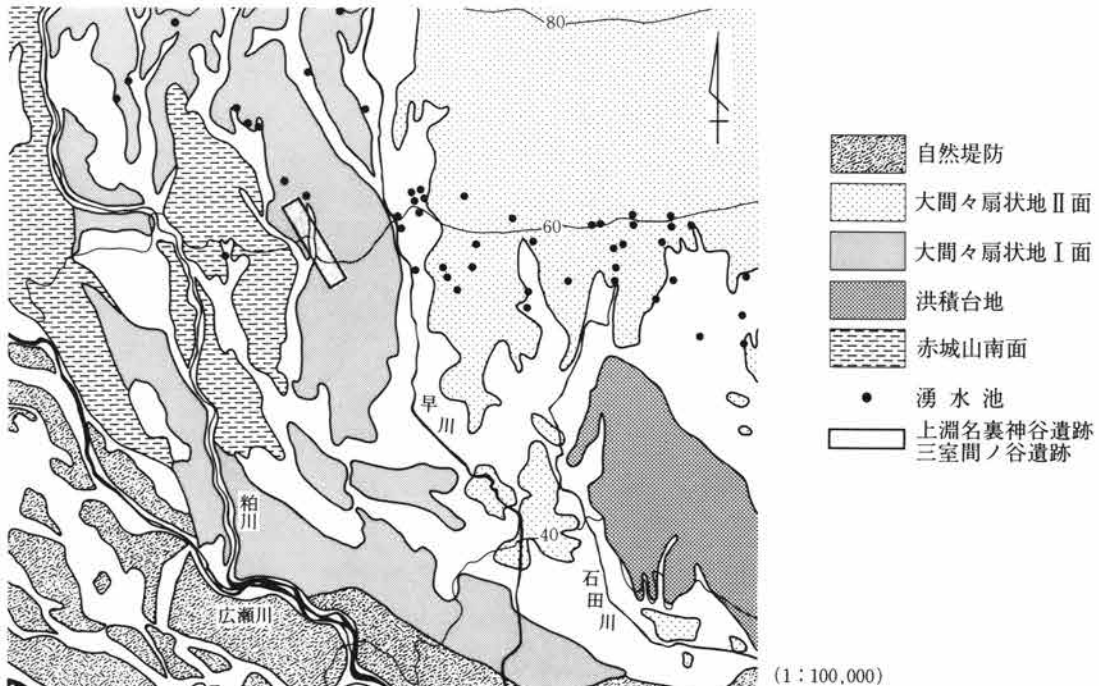 80
60
早川
40
粕川
石田川
広瀬川
自然堤防
大間々扇状地Ⅱ面
大間々扇状地Ⅰ面
洪積台地
赤城山南面
湧水池
上淵名裏神谷遺跡
三室間ノ谷遺跡
(1:100,000)